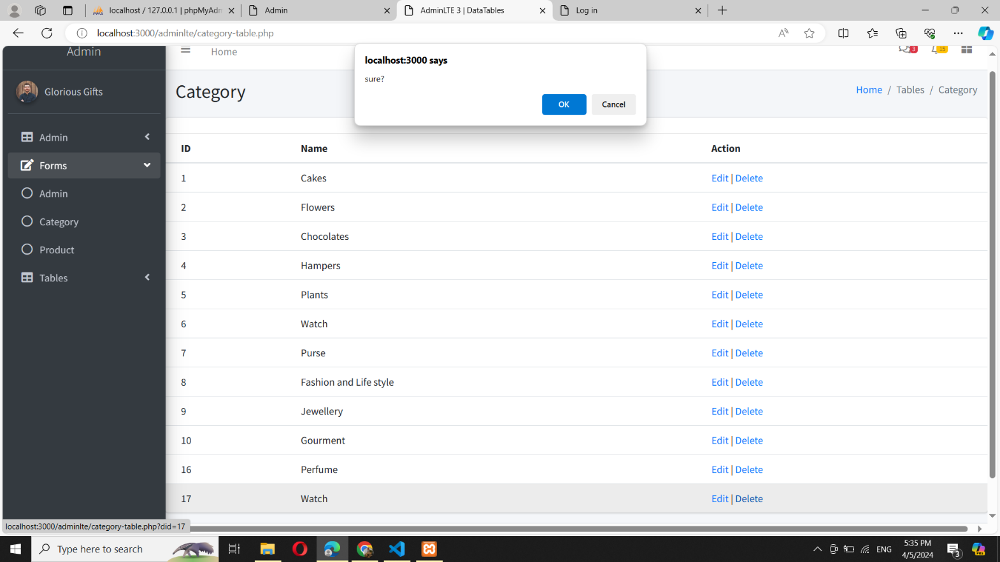 localhost / 127.0.0.1 | phpMyAdm
Admin
AdminLTE 3 | DataTables
Log in
localhost:3000/adminlte/category-table.php
Admin
Home
3
15
localhost:3000 says
sure?
OK
Cancel
Glorious Gifts
Category
Home / Tables / Category
Admin
Forms
Admin
Category
Product
Tables
ID Name Action
1 Cakes Edit | Delete
2 Flowers Edit | Delete
3 Chocolates Edit | Delete
4 Hampers Edit | Delete
5 Plants Edit | Delete
6 Watch Edit | Delete
7 Purse Edit | Delete
8 Fashion and Life style Edit | Delete
9 Jewellery Edit | Delete
10 Gourment Edit | Delete
16 Perfume Edit | Delete
17 Watch Edit | Delete
localhost:3000/adminlte/category-table.php?did=17
Type here to search
ENG
5:35 PM
4/5/2024
3
PRE